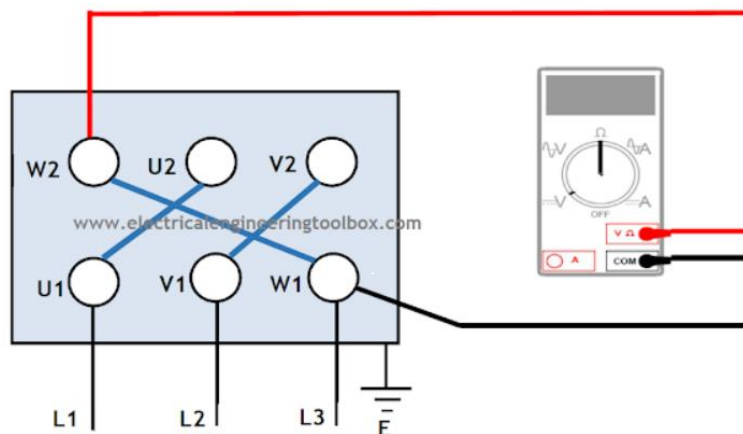 W2 U2 V2
www.electricalengineeringtoolbox.com
U1 V1 W1
L1 L2 L3 E
Ω
V A
V A
OFF
V Ω
A COM